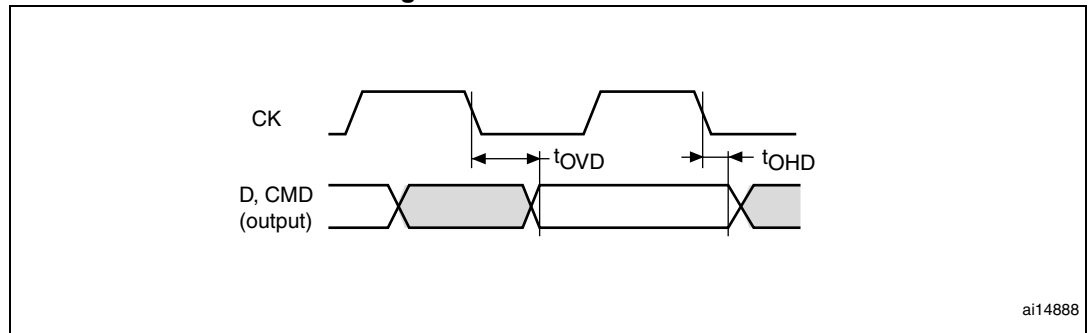 CK
tOVD
tOHD
D, CMD
(output)
ai14888